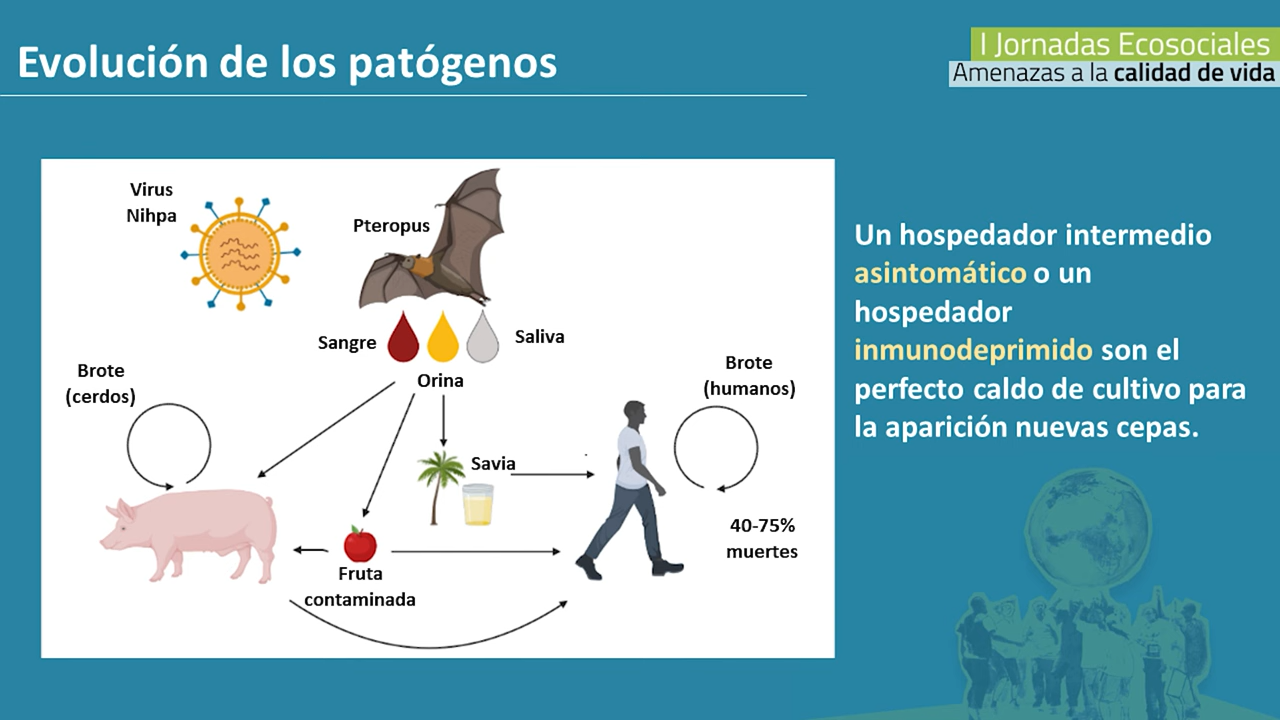 Evolución de los patógenos
I Jornadas Ecosociales
Amenazas a la calidad de vida
Virus
Nihpa
Pteropus
Sangre
Saliva
Orina
Brote
(cerdos)
Brote
(humanos)
Savia
40-75%
muertes
Fruta
contaminada
Un hospedador intermedio
asintomático o un
hospedador
inmunodeprimido son el
perfecto caldo de cultivo para
la aparición nuevas cepas.